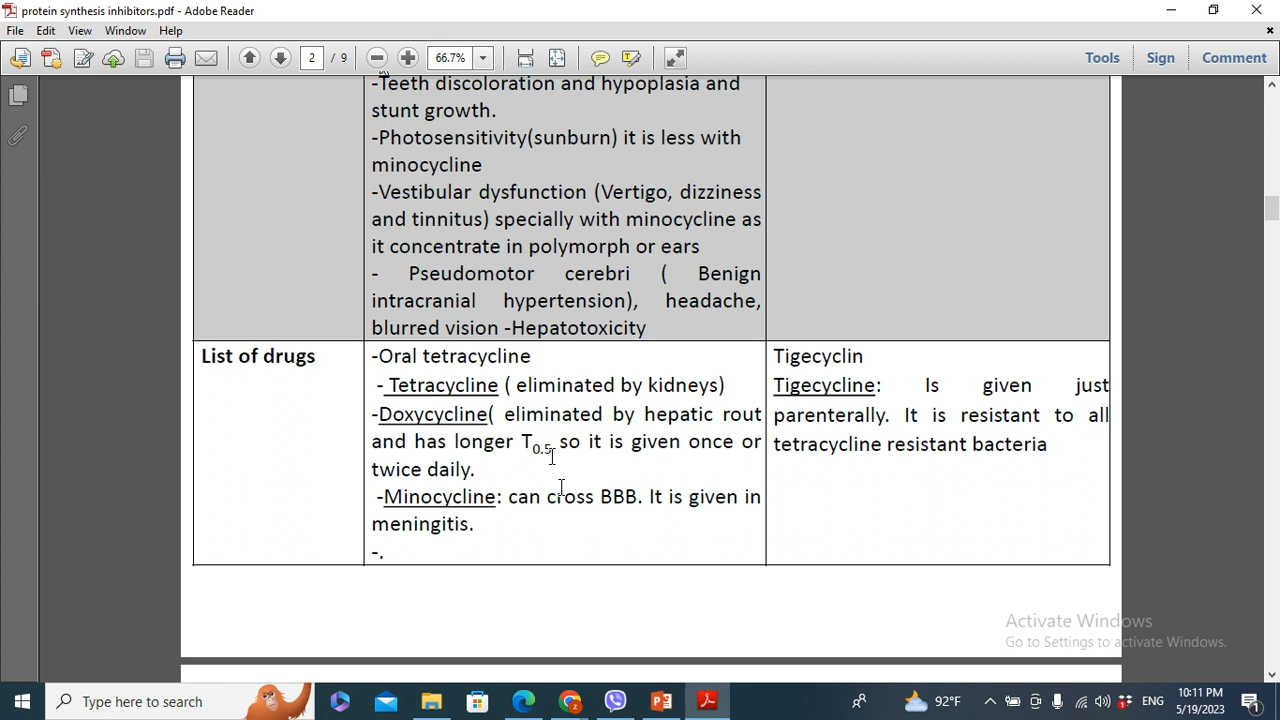 protein synthesis inhibitors.pdf - Adobe Reader
File Edit View Window Help
2 / 9 66.7% Tools Sign Comment
-Teeth discoloration and hypoplasia and
stunt growth.
-Photosensitivity(sunburn) it is less with
minocycline
-Vestibular dysfunction (Vertigo, dizziness
and tinnitus) specially with minocycline as
it concentrate in polymorph or ears
- Pseudomotor cerebri ( Benign
intracranial hypertension), headache,
blurred vision -Hepatotoxicity
List of drugs
-Oral tetracycline
- Tetracycline ( eliminated by kidneys)
-Doxycycline( eliminated by hepatic rout
and has longer T0.5 so it is given once or
twice daily.
-Minocycline: can cross BBB. It is given in
meningitis.
-.
Tigecyclin
Tigecycline: Is given just
parenterally. It is resistant to all
tetracycline resistant bacteria
Activate Windows
Go to Settings to activate Windows.
Type here to search
92°F
ENG
10:11 PM
5/19/2023
1